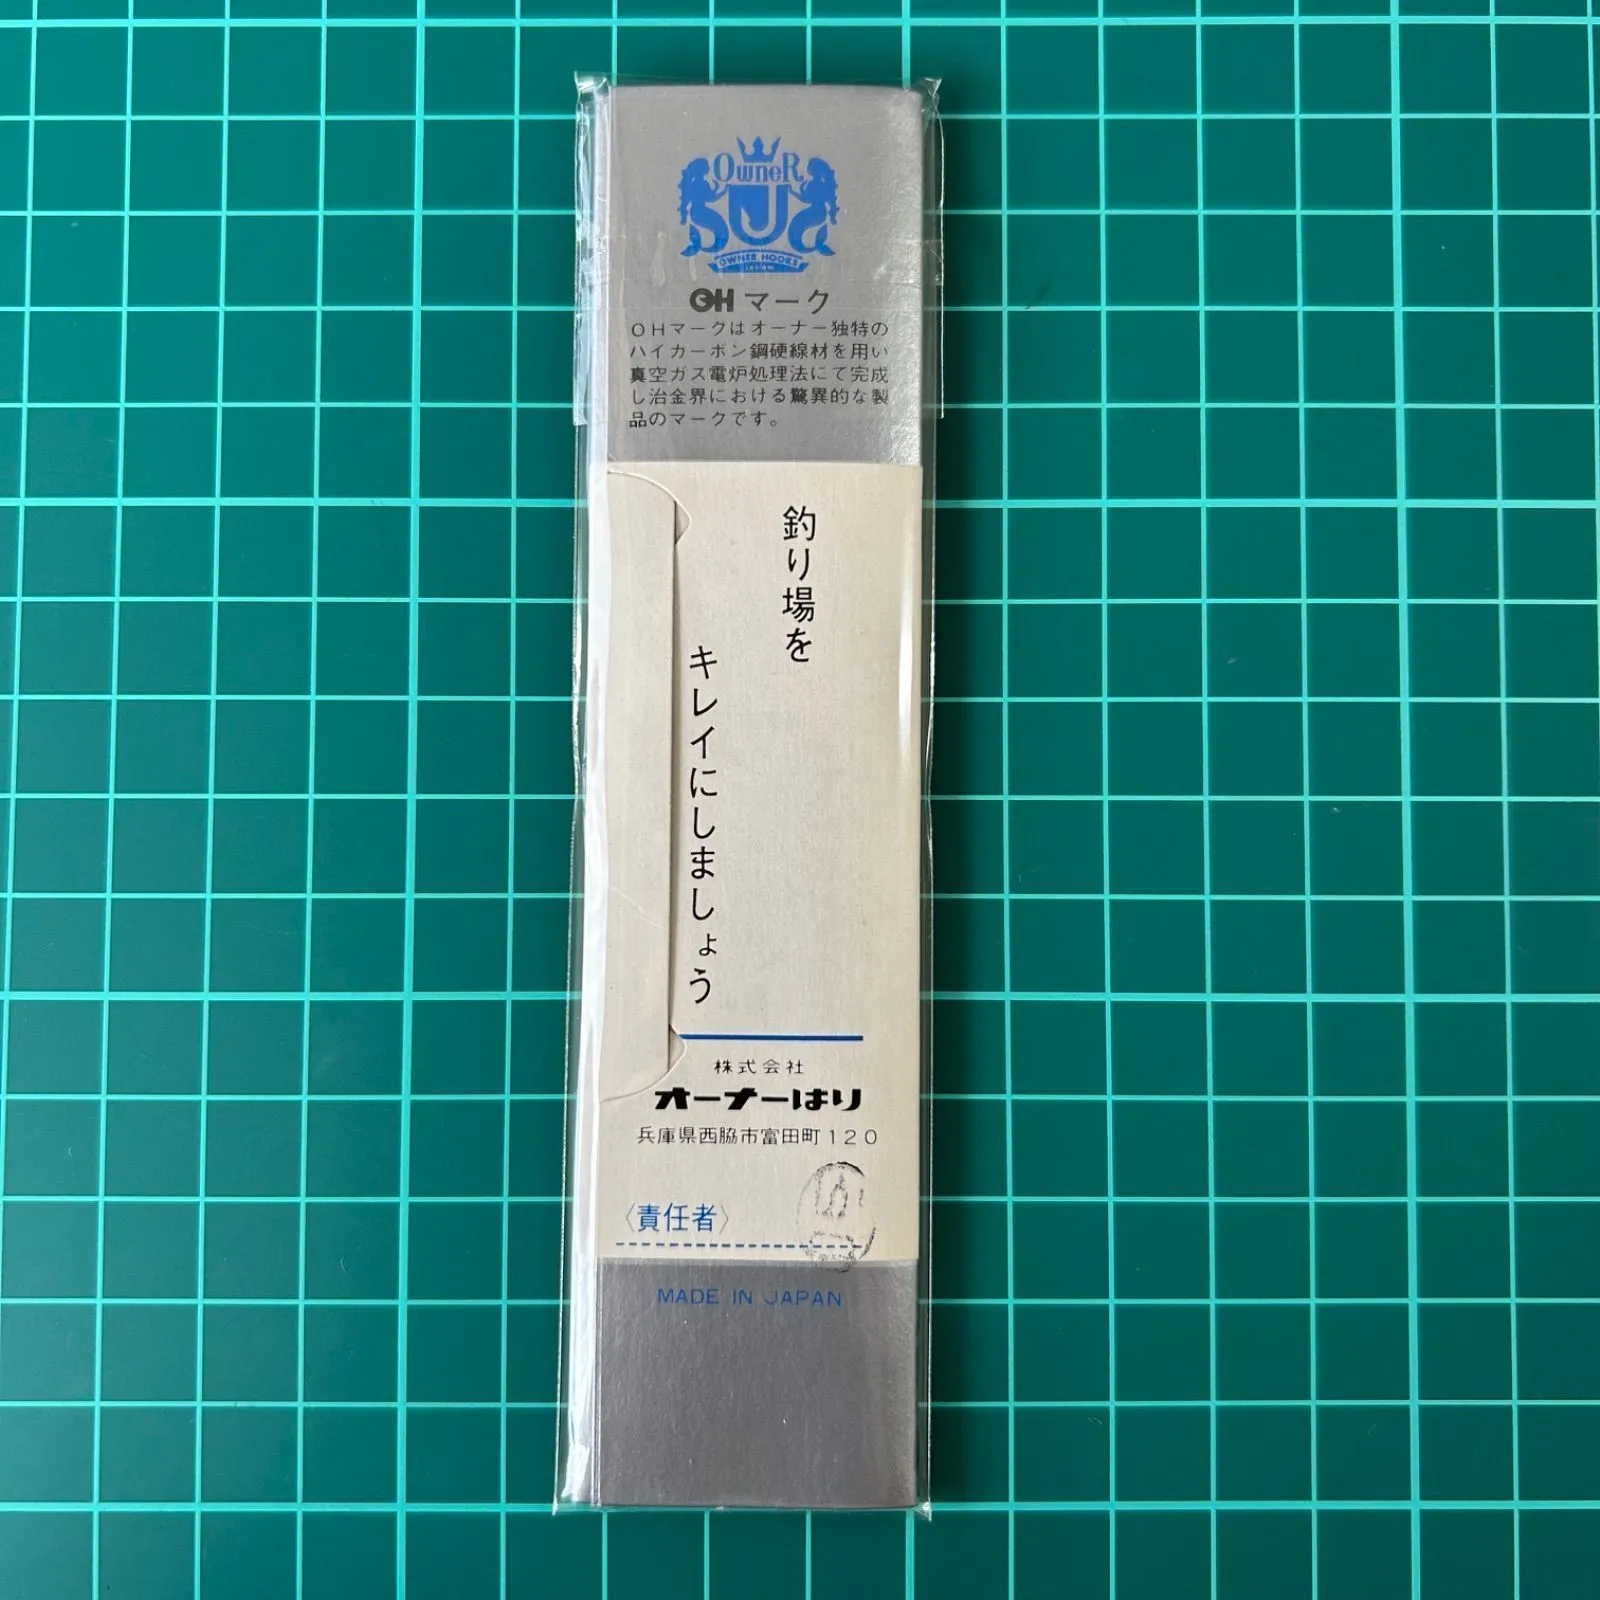 OwneR
OWNER HOOKS
JAPAN
OH マーク
OHマークはオーナー独特の
ハイカーボン鋼硬線材を用い
真空ガス電炉処理法にて完成
し治金界における驚異的な製
品のマークです。
釣り場を
キレイにしましょう
株式会社
オーナーばり
兵庫県西脇市富田町120
〈責任者〉
MADE IN JAPAN